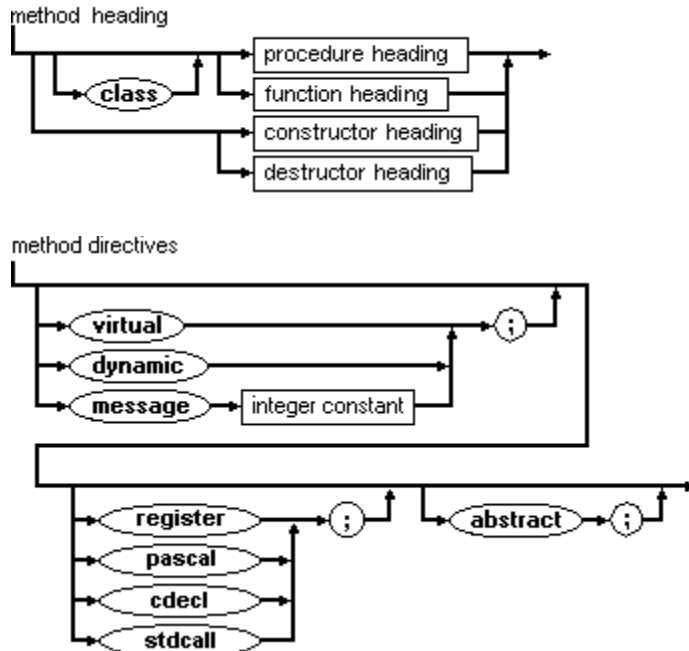 method heading
procedure heading
class
function heading
constructor heading
destructor heading
method directives
virtual ;
dynamic
message integer constant
register ; abstract ;
pascal
cdecl
stdcall